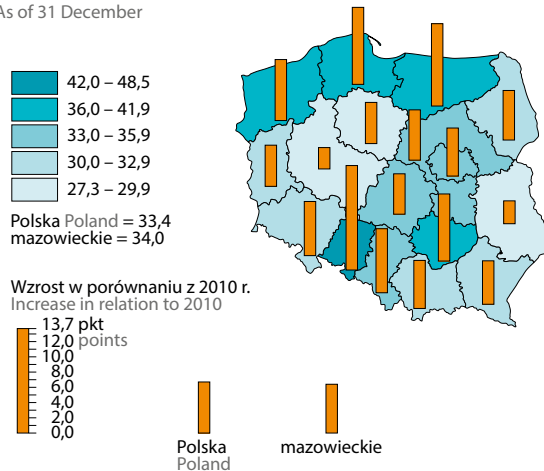 As of 31 December
42,0 – 48,5
36,0 – 41,9
33,0 – 35,9
30,0 – 32,9
27,3 – 29,9
Polska Poland = 33,4
mazowieckie = 34,0
Wzrost w porównaniu z 2010 r.
Increase in relation to 2010
13,7 pkt
12,0 points
10,0
8,0
6,0
4,0
2,0
0,0
Polska mazowieckie
Poland